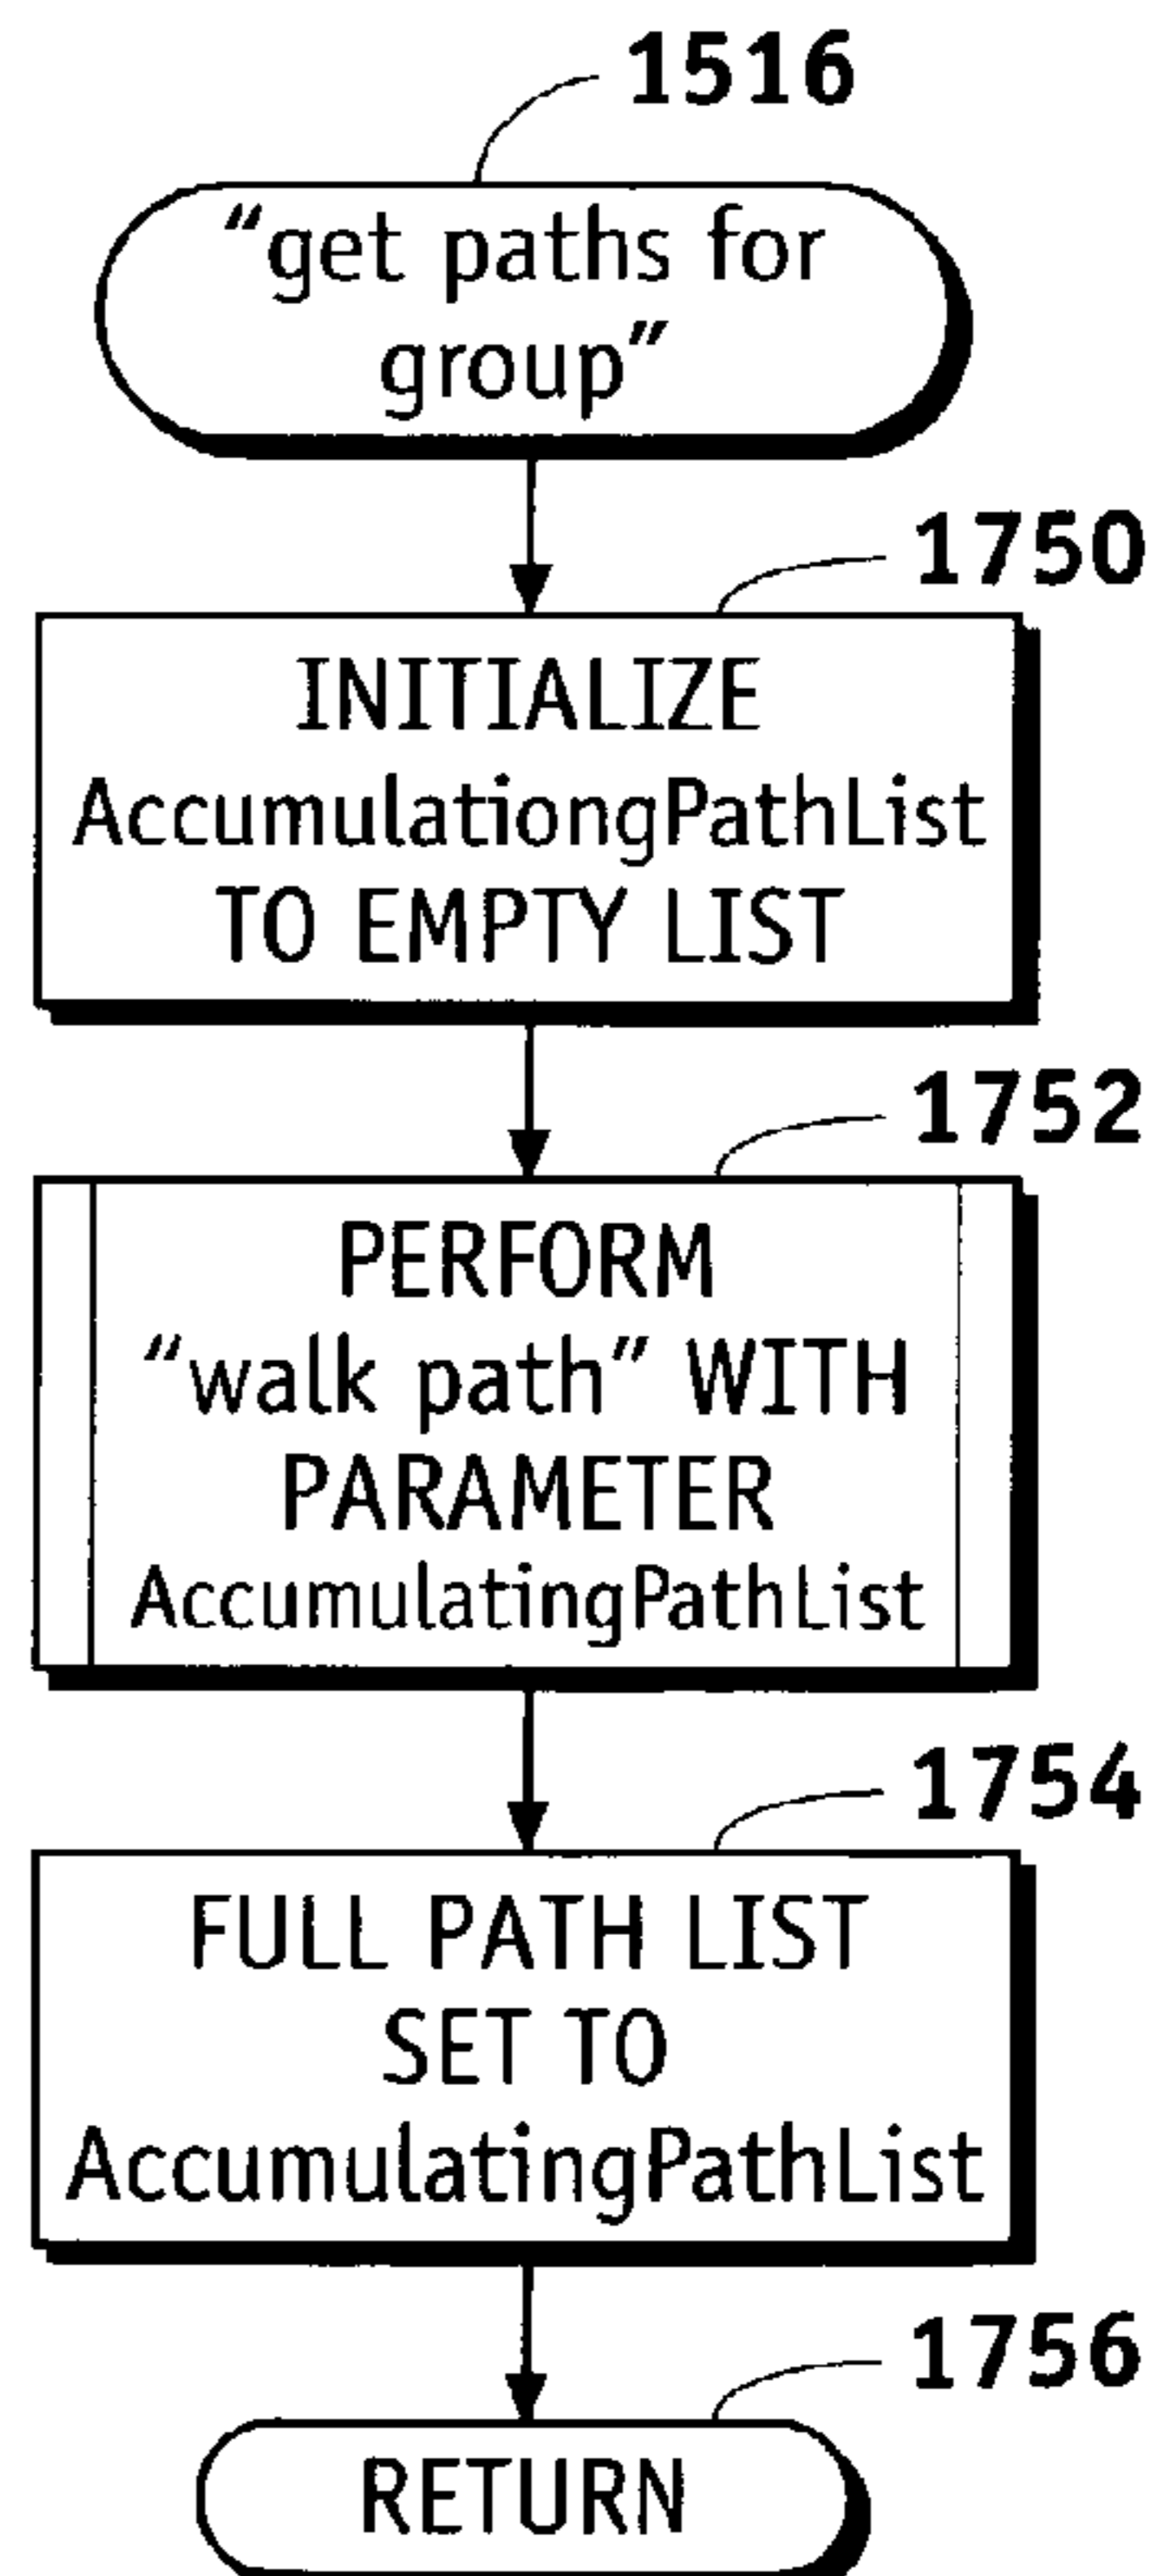 1516
“get paths for
group”
1750
INITIALIZE
AccumulationgPathList
TO EMPTY LIST
1752
PERFORM
“walk path” WITH
PARAMETER
AccumulatingPathList
1754
FULL PATH LIST
SET TO
AccumulatingPathList
1756
RETURN